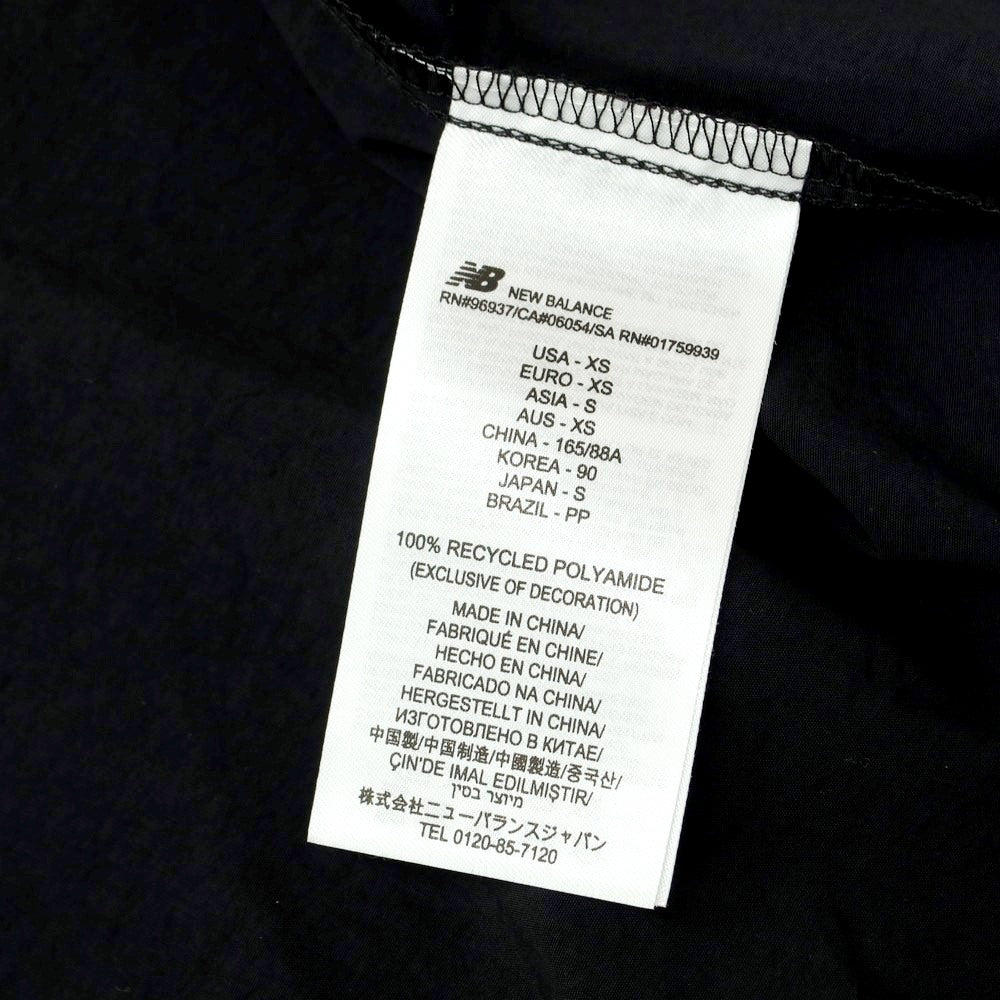 NB NEW BALANCE
RN#96937/CA#06054/SA RN#01759939
USA - XS
EURO - XS
ASIA - S
AUS - XS
CHINA - 165/88A
KOREA - 90
JAPAN - S
BRAZIL - PP
100% RECYCLED POLYAMIDE
(EXCLUSIVE OF DECORATION)
MADE IN CHINA/
FABRIQUÉ EN CHINE/
HECHO EN CHINA/
FABRICADO NA CHINA/
HERGESTELLT IN CHINA/
ИЗГОТОВЛЕНО В КИТАЕ/
中国製/中国制造/中國製造/중국산/
ÇIN'DE IMAL EDILMIŞTIR/
מיוצר בסין
株式会社ニューバランスジャパン
TEL 0120-85-7120